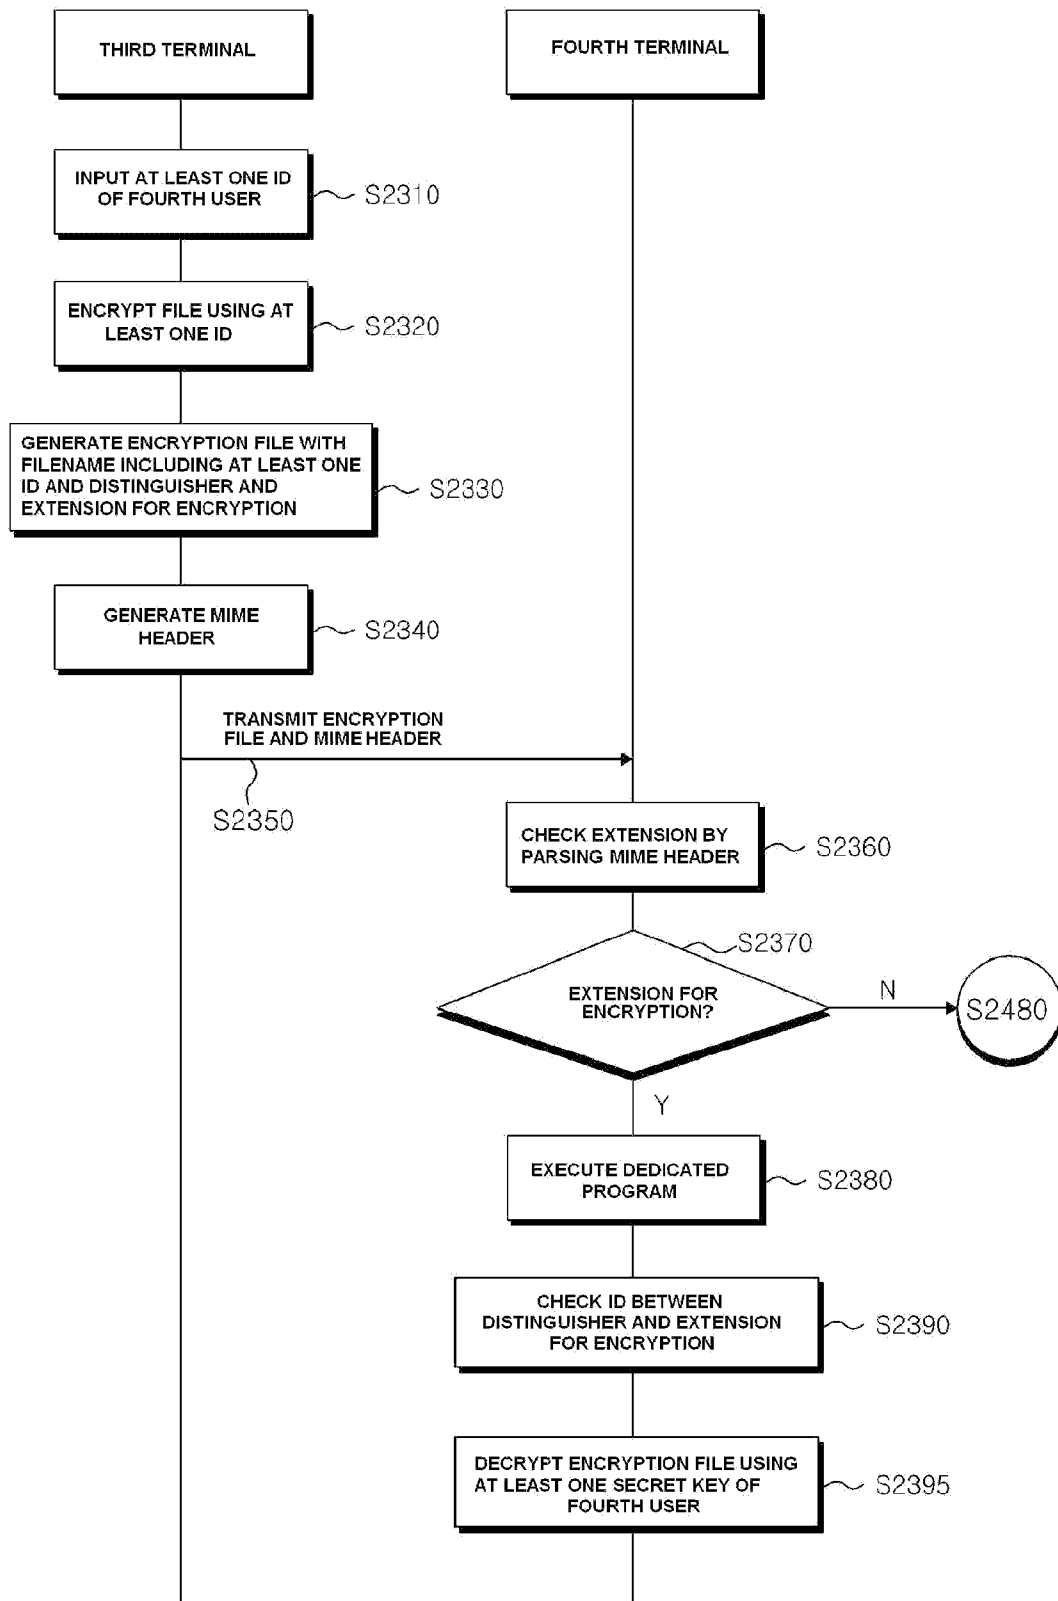 THIRD TERMINAL
FOURTH TERMINAL
INPUT AT LEAST ONE ID
OF FOURTH USER
S2310
ENCRYPT FILE USING AT
LEAST ONE ID
S2320
GENERATE ENCRYPTION FILE WITH
FILENAME INCLUDING AT LEAST ONE
ID AND DISTINGUISHER AND
EXTENSION FOR ENCRYPTION
S2330
GENERATE MIME
HEADER
S2340
TRANSMIT ENCRYPTION
FILE AND MIME HEADER
S2350
CHECK EXTENSION BY
PARSING MIME HEADER
S2360
S2370
EXTENSION FOR
ENCRYPTION?
N
S2480
Y
EXECUTE DEDICATED
PROGRAM
S2380
CHECK ID BETWEEN
DISTINGUISHER AND EXTENSION
FOR ENCRYPTION
S2390
DECRYPT ENCRYPTION FILE USING
AT LEAST ONE SECRET KEY OF
FOURTH USER
S2395